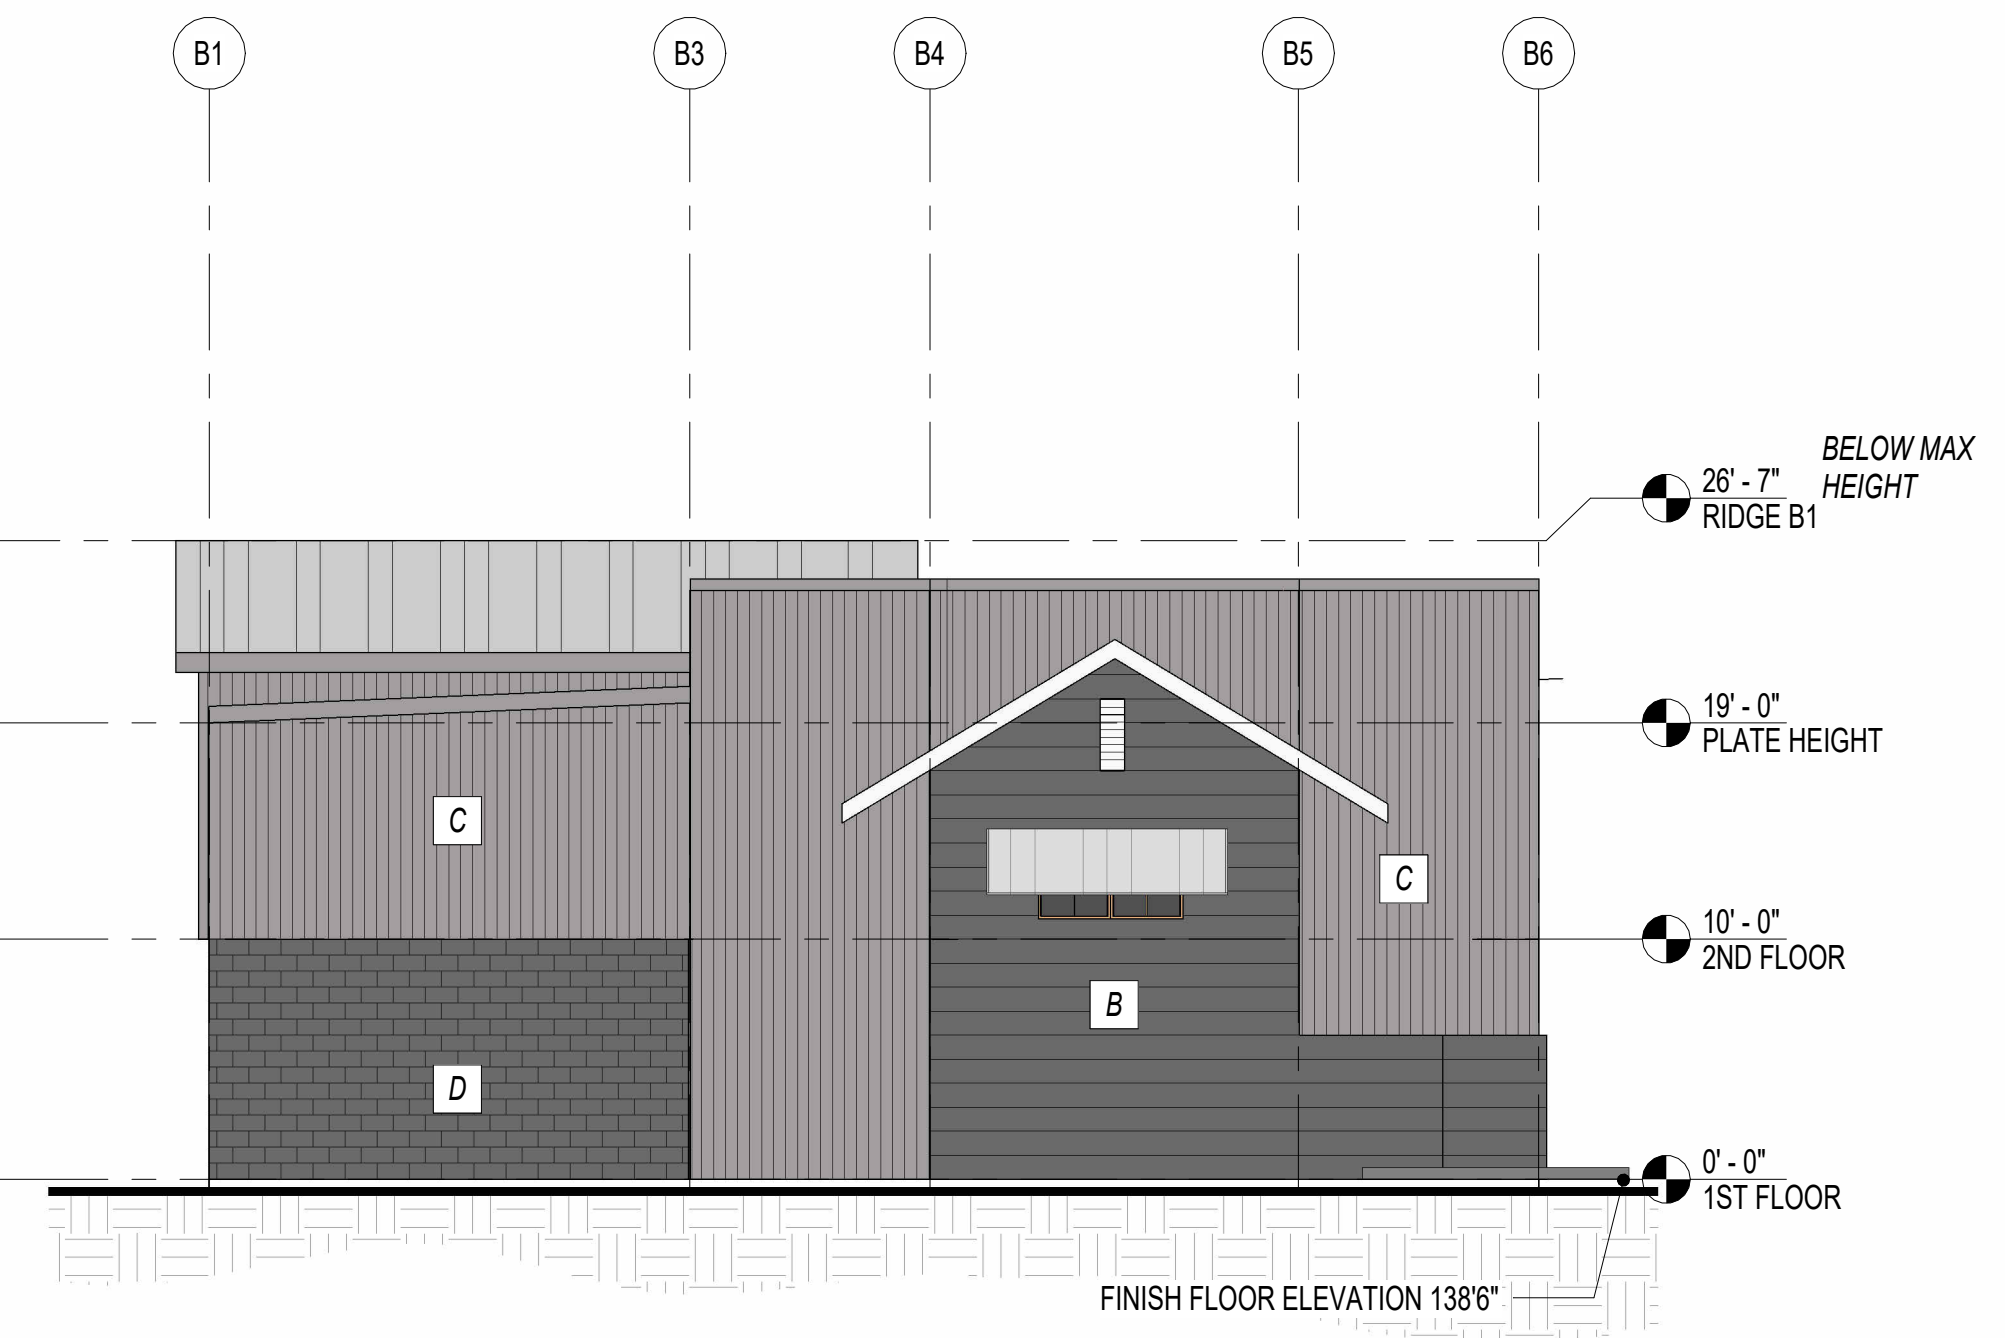 B1
B3
B4
B5
B6
BELOW MAX
HEIGHT
26' - 7"
RIDGE B1
19' - 0"
PLATE HEIGHT
C
C
10' - 0"
2ND FLOOR
B
D
0' - 0"
1ST FLOOR
FINISH FLOOR ELEVATION 138'6"